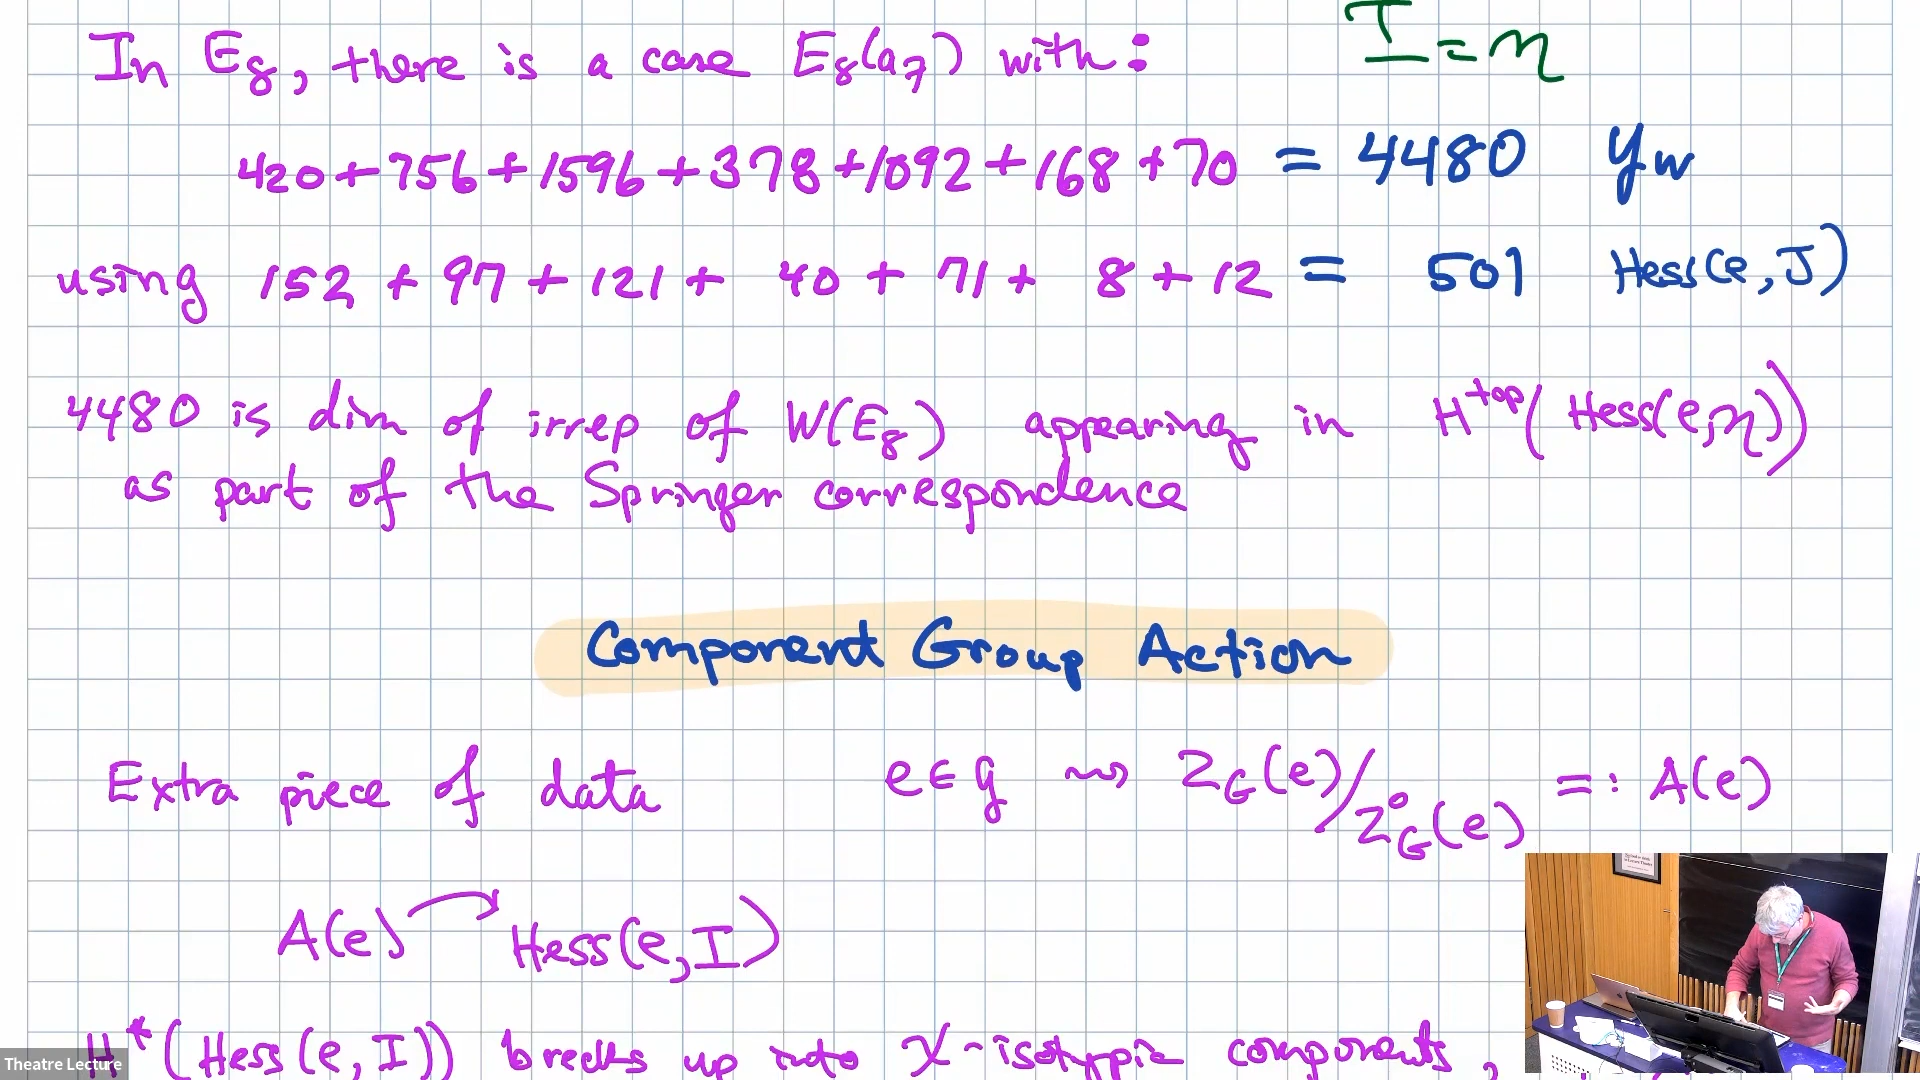 In E₈, there is a case E₈(a₇) with:
I = η
420+756+1596+378+1092+168+70 = 4480 y_w
using 152 + 97 + 121 + 40 + 71 + 8 + 12 = 501 Hess(e, J)
4480 is dim of irrep of W(E₈) appearing in H^top(Hess(e,η))
as part of the Springer correspondence
Component Group Action
Extra piece of data e ∈ g ⇝ Z_G(e)/Z°_G(e) =: A(e)
A(e) ↷ Hess(e, I)
H*(Hess(e, I)) breaks up into χ-isotypic components,
Theatre Lecture